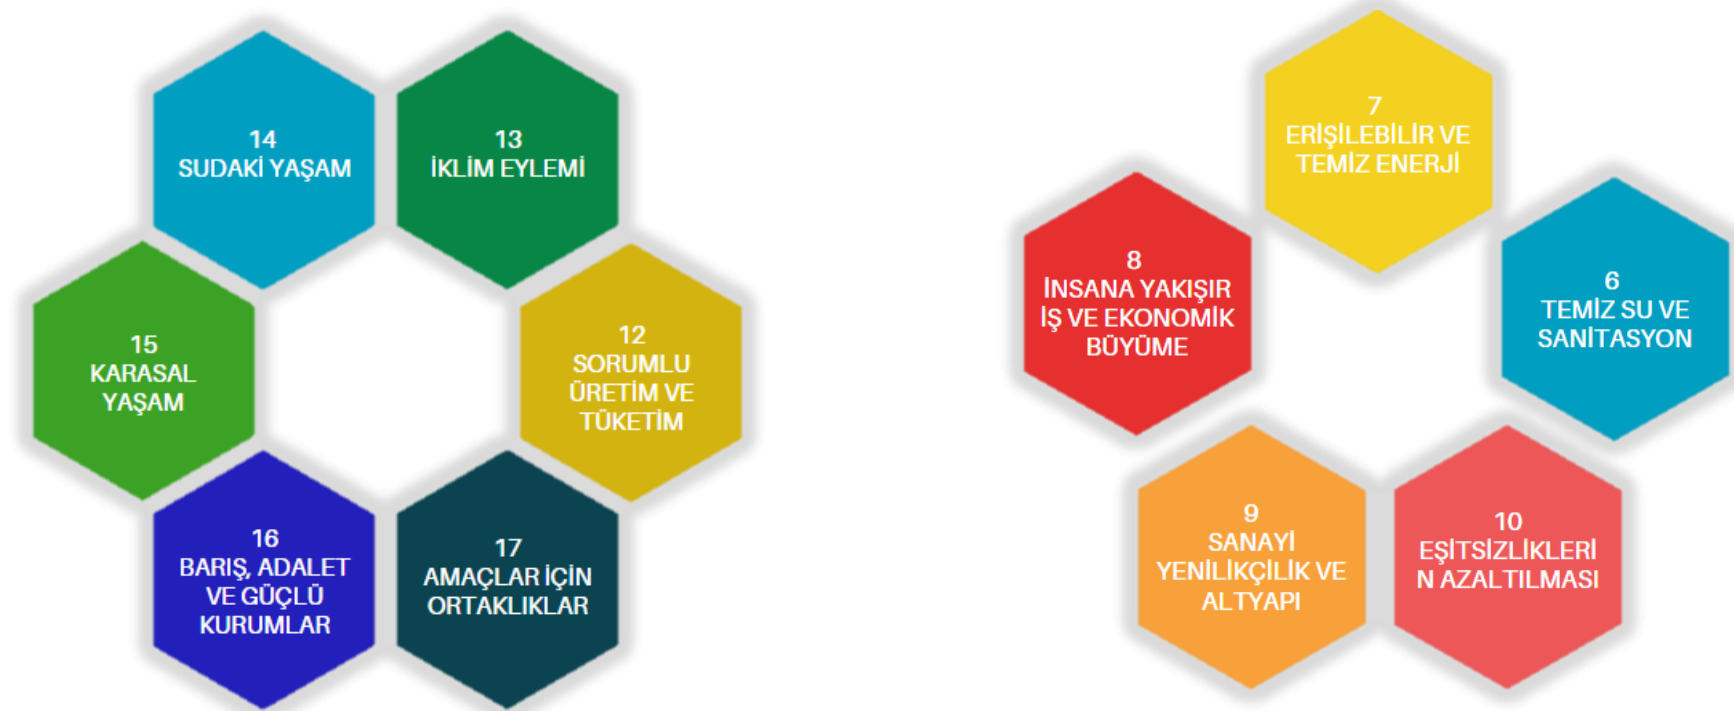 14
SUDAKİ YAŞAM
13
İKLİM EYLEMİ
15
KARASAL
YAŞAM
12
SORUMLU
ÜRETİM VE
TÜKETİM
16
BARIŞ, ADALET
VE GÜÇLÜ
KURUMLAR
17
AMAÇLAR İÇİN
ORTAKLIKLAR
7
ERİŞİLEBİLİR VE
TEMİZ ENERJİ
8
İNSANA YAKIŞIR
İŞ VE EKONOMİK
BÜYÜME
6
TEMİZ SU VE
SANİTASYON
9
SANAYİ
YENİLİKÇİLİK VE
ALTYAPI
10
EŞİTSİZLİKLERİ
N AZALTILMASI